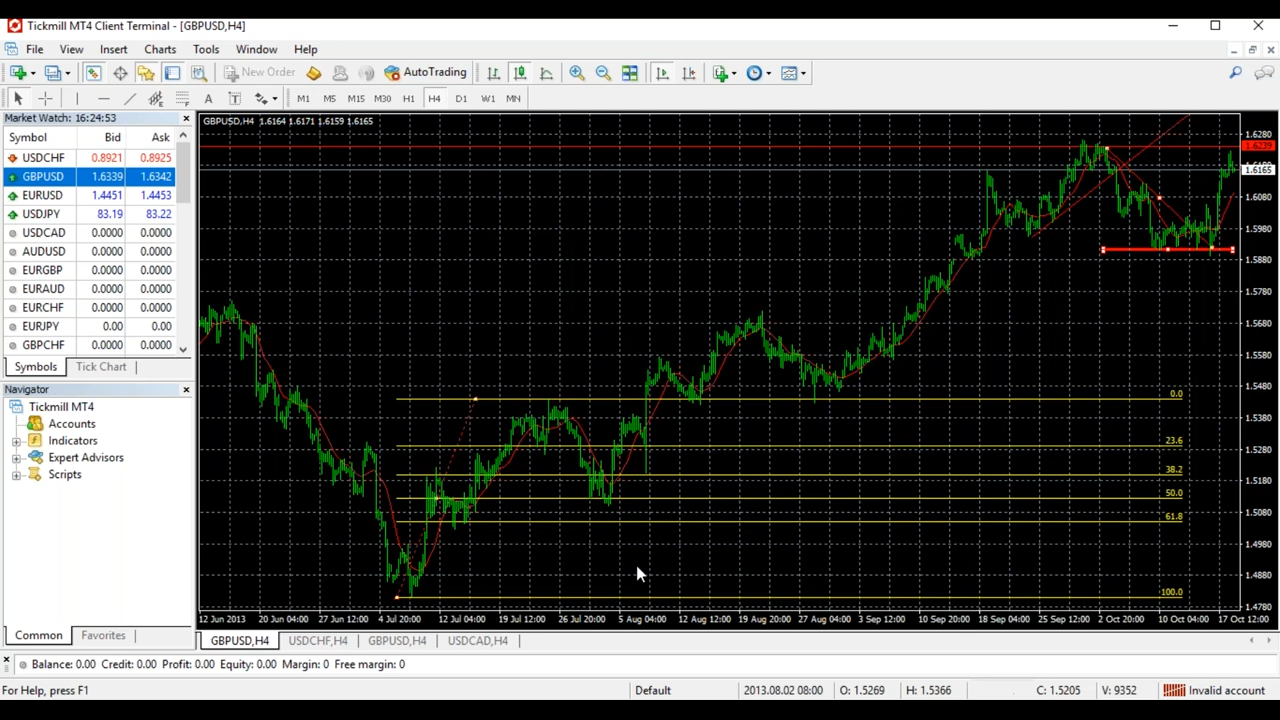 Tickmill MT4 Client Terminal - [GBPUSD,H4]
File View Insert Charts Tools Window Help
New Order AutoTrading
A T M1 M5 M15 M30 H1 H4 D1 W1 MN
Market Watch: 16:24:53
Symbol Bid Ask
USDCHF 0.8921 0.8925
GBPUSD 1.6339 1.6342
EURUSD 1.4451 1.4453
USDJPY 83.19 83.22
USDCAD 0.0000 0.0000
AUDUSD 0.0000 0.0000
EURGBP 0.0000 0.0000
EURAUD 0.0000 0.0000
EURCHF 0.0000 0.0000
EURJPY 0.00 0.00
GBPCHF 0.0000 0.0000
Symbols Tick Chart
Navigator
Tickmill MT4
Accounts
Indicators
Expert Advisors
Scripts
Common Favorites
GBPUSD,H4 1.6164 1.6171 1.6159 1.6165
1.6280
1.6239
1.6165
1.6080
1.5980
1.5880
1.5780
1.5680
1.5580
1.5480
1.5380
1.5280
1.5180
1.5080
1.4980
1.4880
1.4780
0.0
23.6
38.2
50.0
61.8
100.0
12 Jun 2013 20 Jun 04:00 27 Jun 12:00 4 Jul 20:00 12 Jul 04:00 19 Jul 12:00 26 Jul 20:00 5 Aug 04:00 12 Aug 12:00 19 Aug 20:00 27 Aug 04:00 3 Sep 12:00 10 Sep 20:00 18 Sep 04:00 25 Sep 12:00 2 Oct 20:00 10 Oct 04:00 17 Oct 12:00
GBPUSD,H4 USDCHF,H4 GBPUSD,H4 USDCAD,H4
Balance: 0.00 Credit: 0.00 Profit: 0.00 Equity: 0.00 Margin: 0 Free margin: 0
For Help, press F1 Default 2013.08.02 08:00 O: 1.5269 H: 1.5366 C: 1.5205 V: 9352 Invalid account